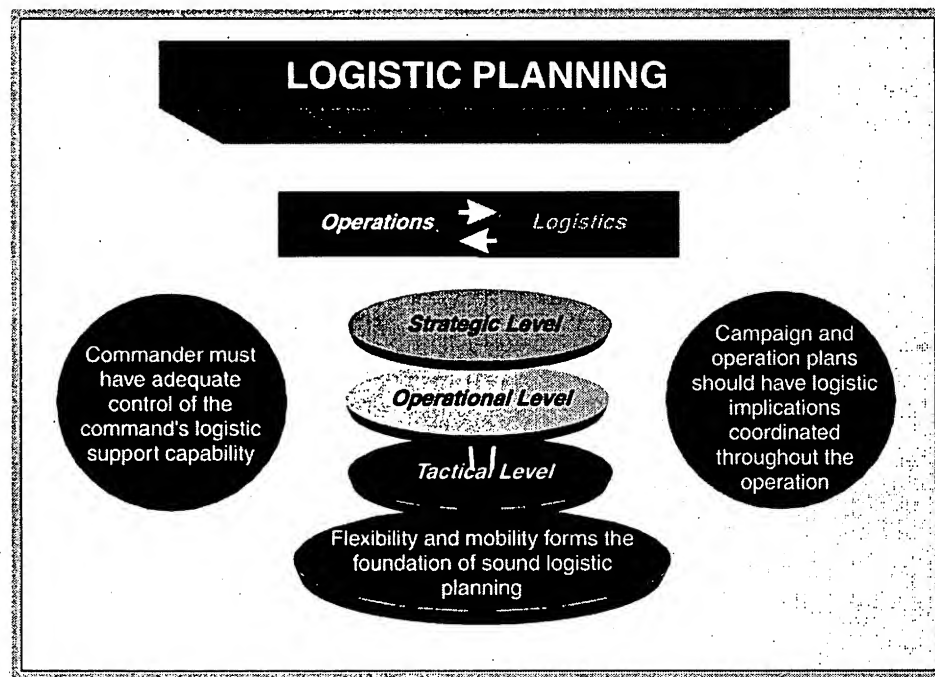 LOGISTIC PLANNING
Operations
Logistics
Strategic Level
Operational Level
Tactical Level
Flexibility and mobility forms the
foundation of sound logistic
planning
Commander must
have adequate
control of the
command's logistic
support capability
Campaign and
operation plans
should have logistic
implications
coordinated
throughout the
operation